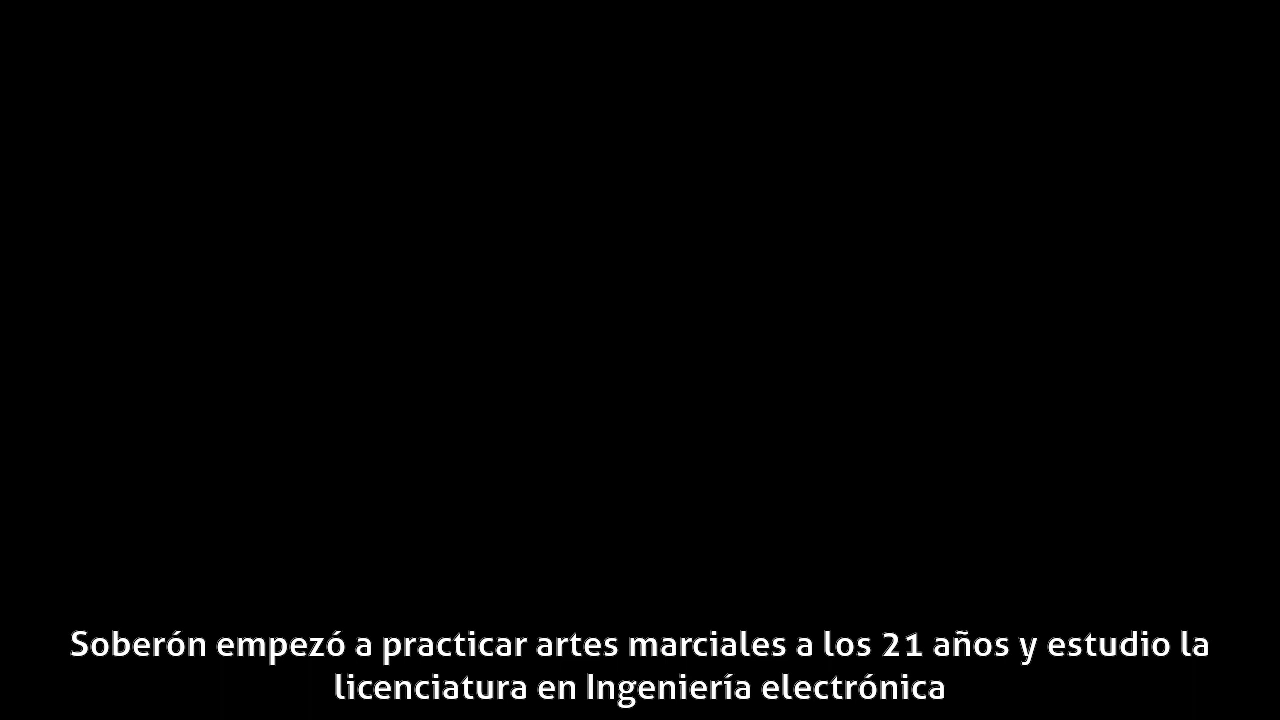 Soberón empezó a practicar artes marciales a los 21 años y estudio la
licenciatura en Ingeniería electrónica